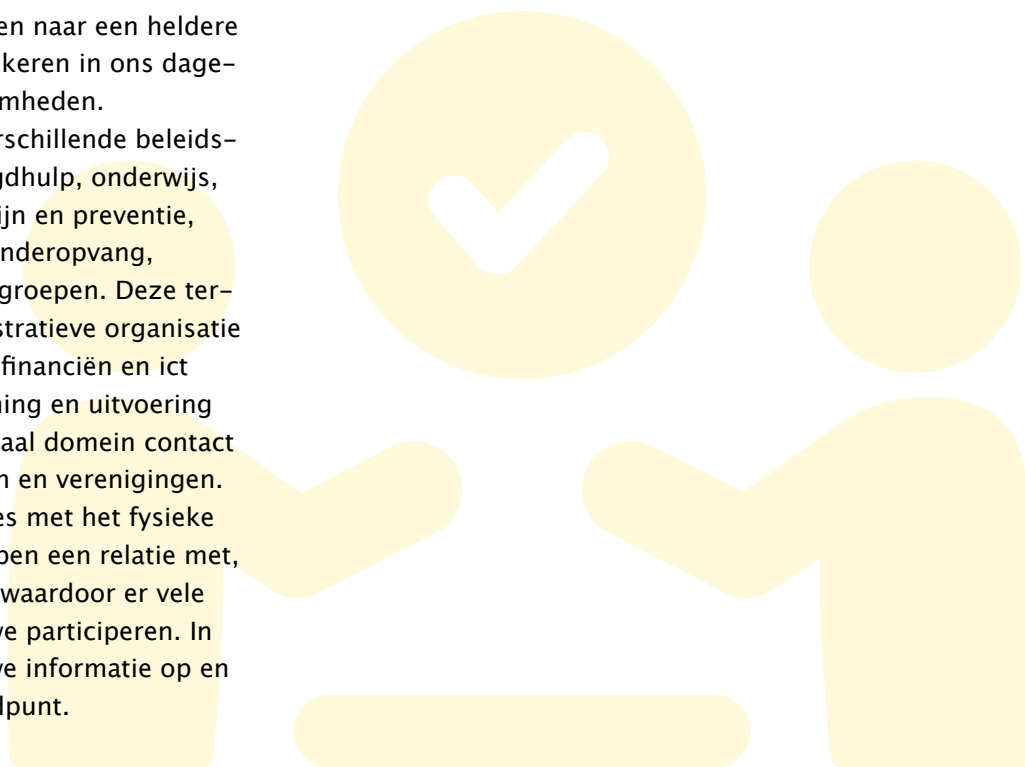 en naar een heldere
keren in ons dage-
mheden.
rschillende beleids-
gdhulp, onderwijs,
ijn en preventie,
nderopvang,
groepen. Deze ter-
stratieve organisatie
financiën en ict
ning en uitvoering
aal domein contact
n en verenigingen.
es met het fysieke
ben een relatie met,
waardoor er vele
ve participeren. In
ve informatie op en
lpunt.